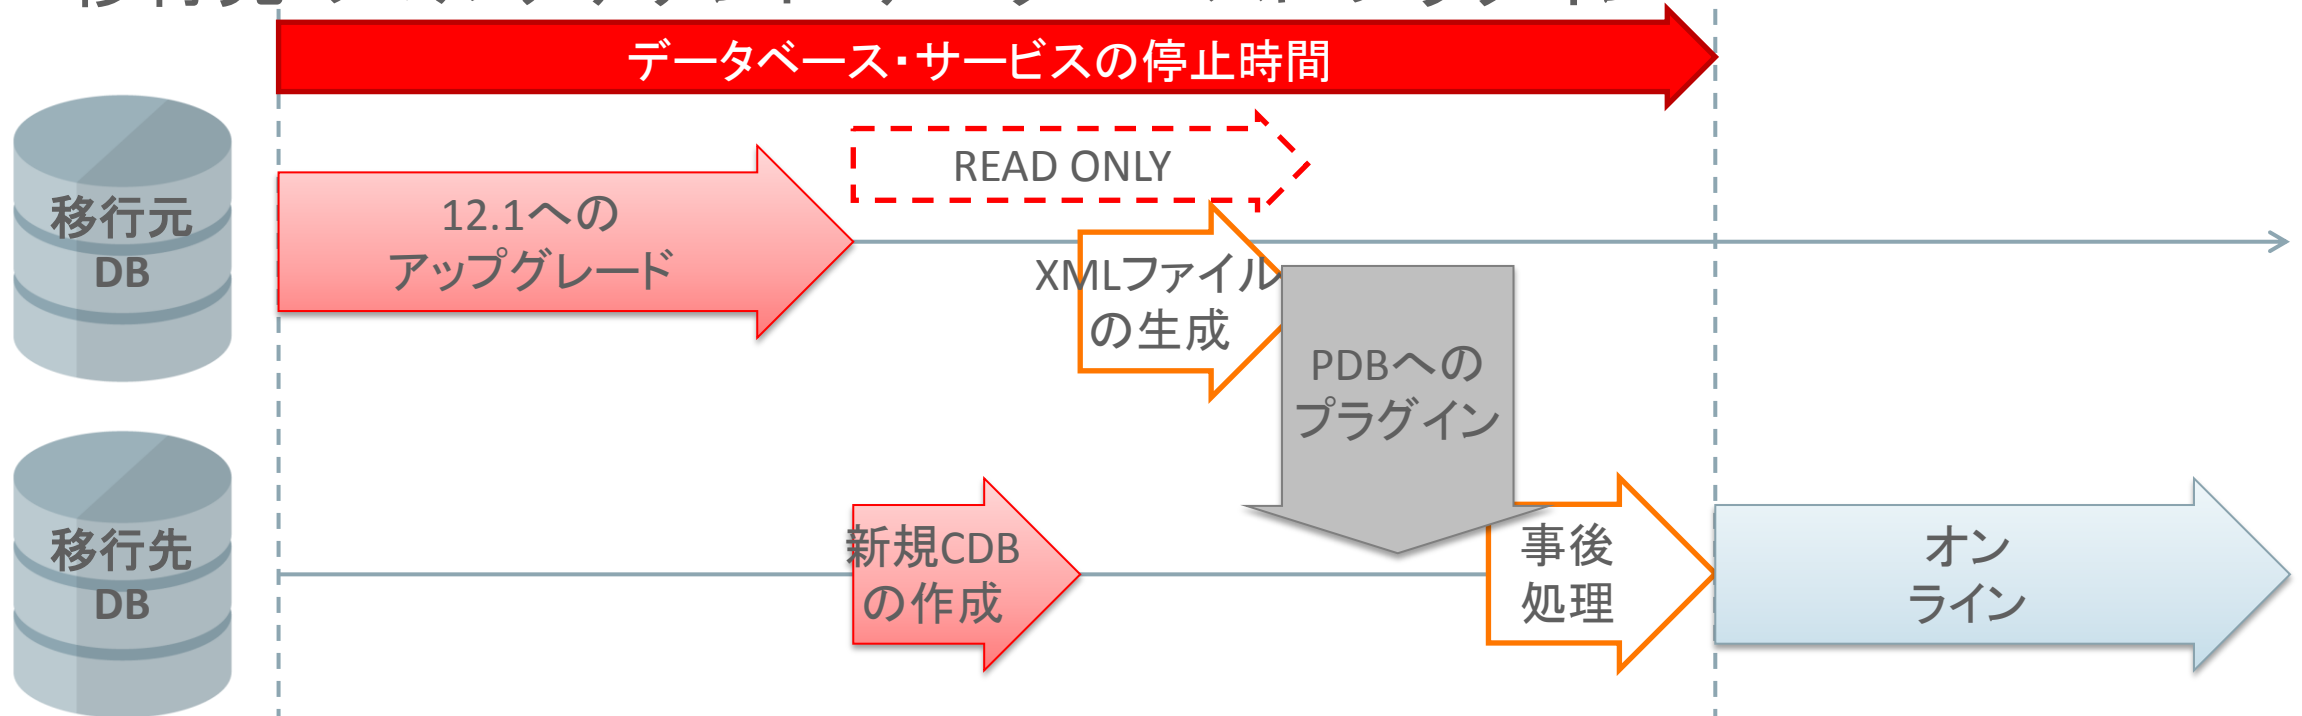 データベース・サービスの停止時間
READ ONLY
移行元
DB
12.1への
アップグレード
XMLファイル
の生成
PDBへの
プラグイン
移行先
DB
新規CDB
の作成
事後
処理
オン
ライン